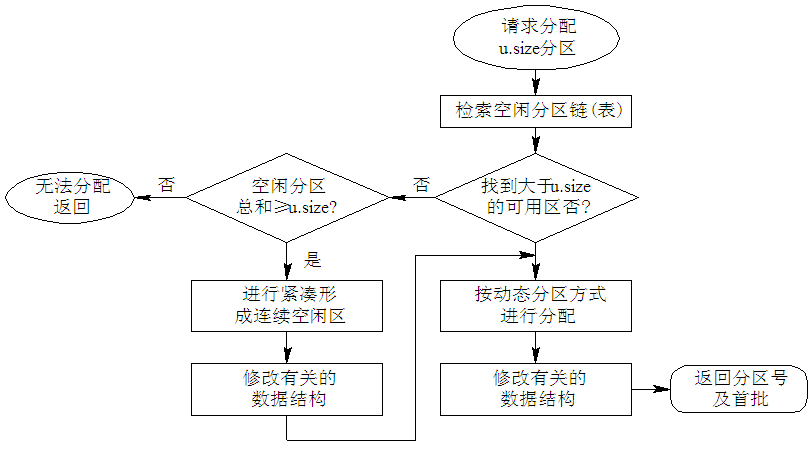 请求分配
u.size分区
检索空闲分区链(表)
找到大于u.size
的可用区否?
否
空闲分区
总和≥u.size?
否
无法分配
返回
是
进行紧凑形
成连续空闲区
修改有关的
数据结构
按动态分区方式
进行分配
修改有关的
数据结构
返回分区号
及首批